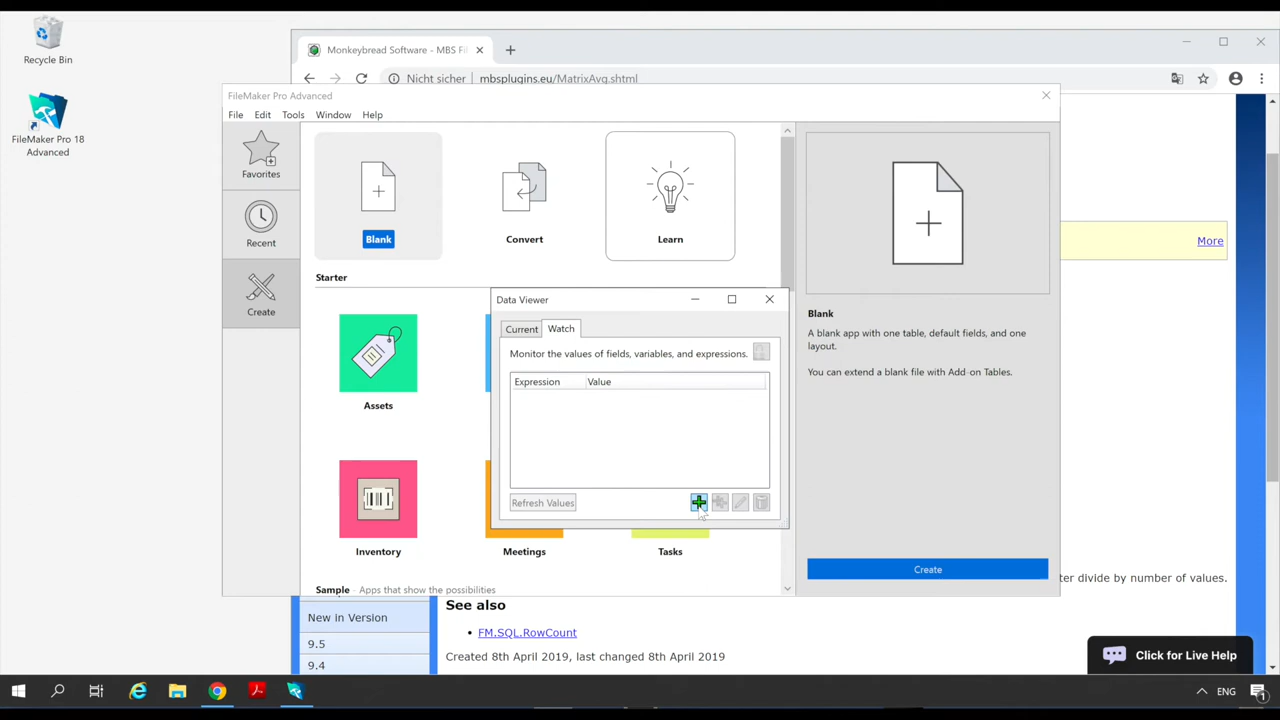 Recycle Bin
FileMaker Pro 18
Advanced
Monkeybread Software - MBS Fi
Nicht sicher
mbsplugins.eu/MatrixAvg.shtml
FileMaker Pro Advanced
File Edit Tools Window Help
Favorites
Recent
Create
Blank
Convert
Learn
Starter
Assets
Inventory
Meetings
Tasks
Sample - Apps that show the possibilities
Data Viewer
Current Watch
Monitor the values of fields, variables, and expressions.
Expression Value
Refresh Values
Blank
A blank app with one table, default fields, and one
layout.
You can extend a blank file with Add-on Tables.
Create
More
ter divide by number of values.
See also
• FM.SQL.RowCount
Created 8th April 2019, last changed 8th April 2019
New in Version
9.5
9.4
Click for Live Help
ENG
1